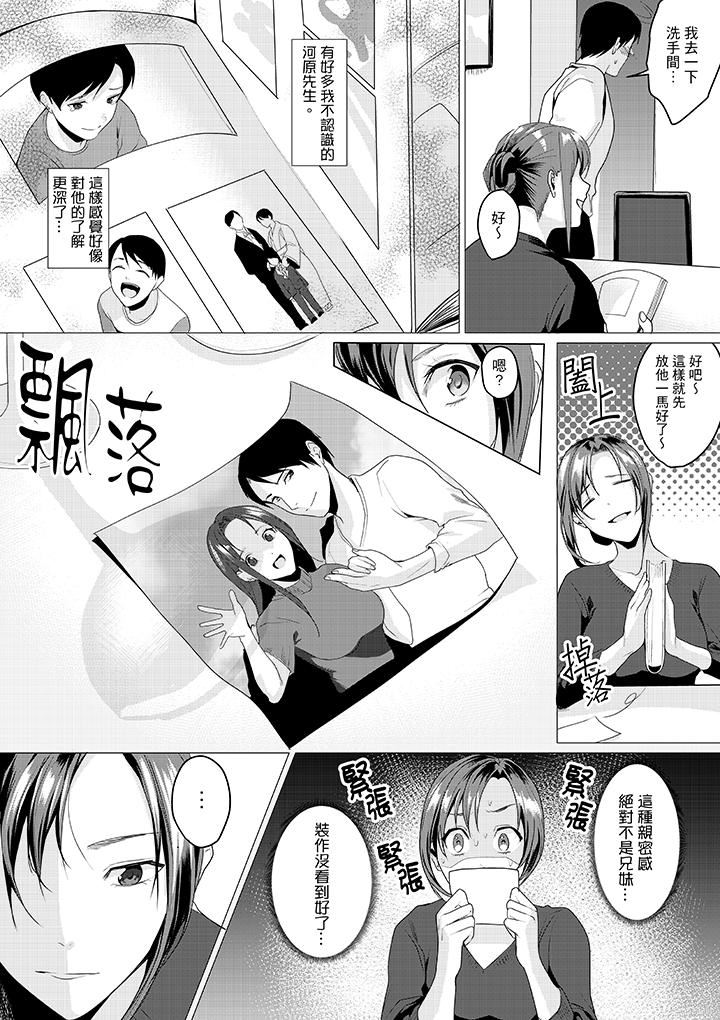 我去一下
洗手間…
好～
有好多我不認識的
河原先生。
這樣感覺好像
對他的了解
更深了…
好吧～
這樣就先
放他一馬好了～
闔上
掉落
嗯？
飄落
這種親密感
絕對不是兄妹…
緊張
緊張
緊張
裝作沒看到好了…
…